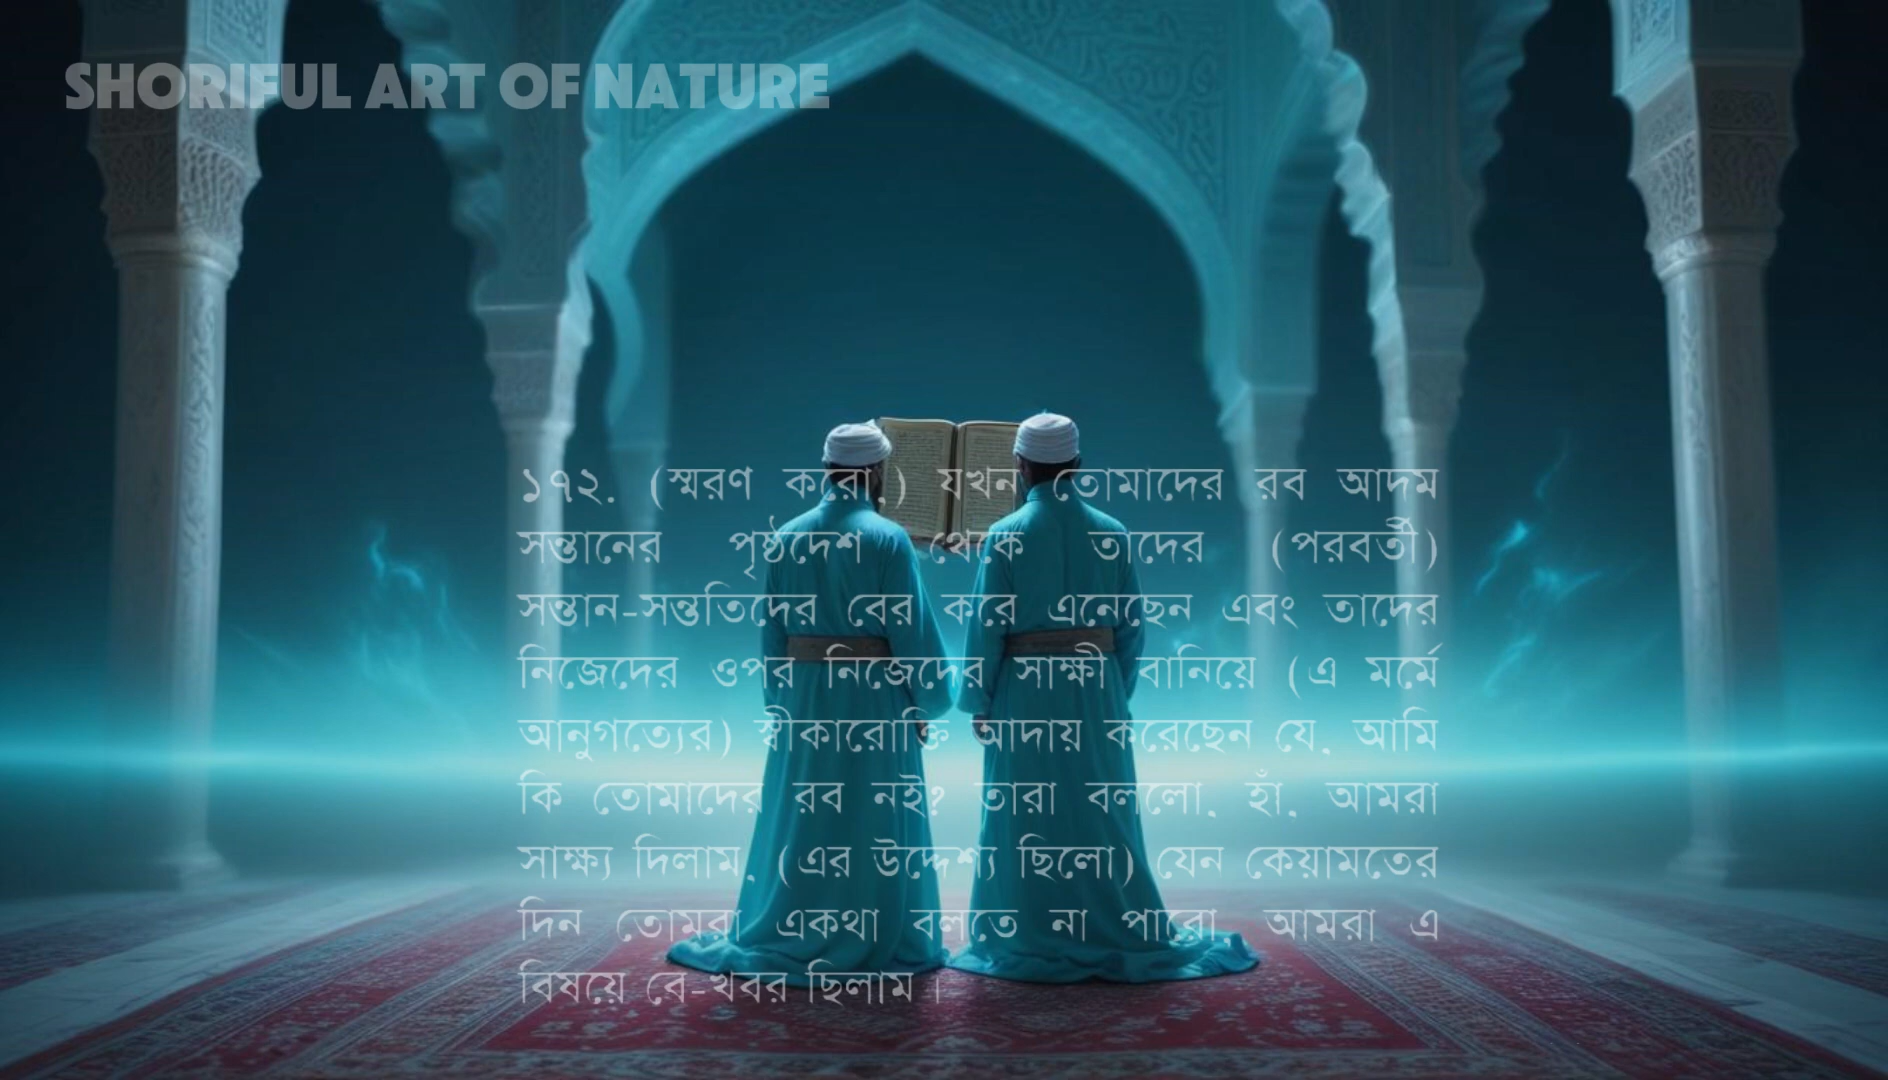 SHORIFUL ART OF NATURE
১৭২. (স্মরণ করো,) যখন তোমাদের রব আদম
সন্তানের পৃষ্ঠদেশ থেকে তাদের (পরবর্তী)
সন্তান-সন্ততিদের বের করে এনেছেন এবং তাদের
নিজেদের ওপর নিজেদের সাক্ষী বানিয়ে (এ মর্মে
আনুগত্যের) স্বীকারোক্তি আদায় করেছেন যে, আমি
কি তোমাদের রব নই? তারা বললো, হাঁ, আমরা
সাক্ষ্য দিলাম, (এর উদ্দেশ্য ছিলো) যেন কেয়ামতের
দিন তোমরা একথা বলতে না পারো, আমরা এ
বিষয়ে বে-খবর ছিলাম।